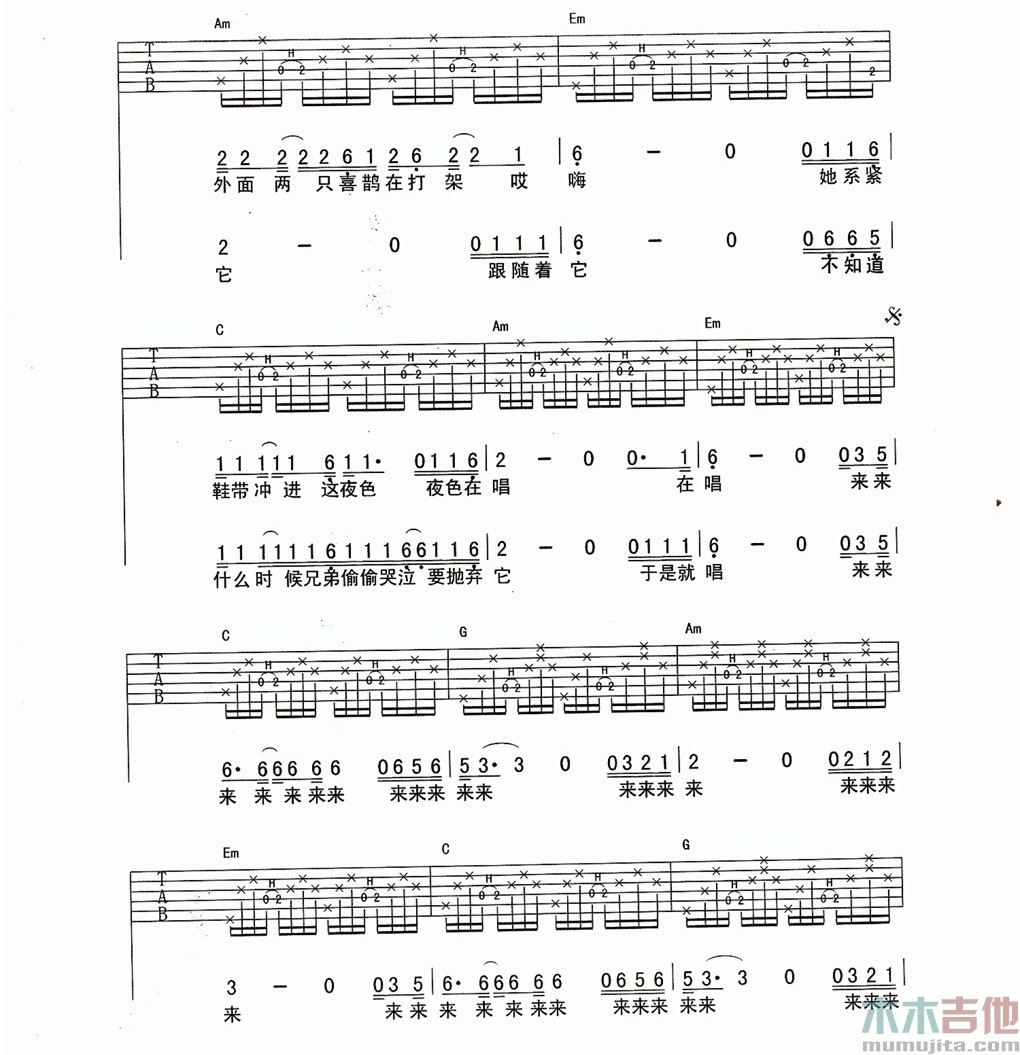 Am Em
T A B H 0 2 H 0 2 H 0 2 H 0 2 2
2 2 2 2 2 6 1 2 6 2 2 1 | 6 － 0 0 1 1 6 |
外面 两 只喜鹊在打 架 哎 嗨 她系紧
2 － 0 0 1 1 1 | 6 － 0 0 6 6 5 |
它 跟随着 它 不知道
C Am Em
T A B H 0 2 H 0 2 H 0 2 H 0 2 H 0 2 H 0 2
1 1 1 1 1 6 1 1· 0 1 1 6 | 2 － 0 0· 1 | 6 － 0 0 3 5 |
鞋带 冲 进 这夜色 夜色在 唱 在 唱 来来
1 1 1 1 1 1 6 1 1 1 6 6 1 1 6 | 2 － 0 0 1 1 1 | 6 － 0 0 3 5 |
什么时 候兄弟偷偷哭泣 要抛弃 它 于是就 唱 来来
C G Am
T A B H 0 2 H 0 2 H 0 2 H 0 2 H 0 2 H 0 2
6· 6 6 6 6 6 0 6 5 6 | 5 3· 3 0 0 3 2 1 | 2 － 0 0 2 1 2 |
来 来 来 来来 来来来 来来 来来来 来 来来来
Em C G
T A B H 0 2 H 0 2 H 0 2 H 0 2 H 0 2 H 0 2
3 － 0 0 3 5 | 6· 6 6 6 6 6 0 6 5 6 | 5 3· 3 0 0 3 2 1 |
来 来来 来 来 来 来来 来来来 来来 来来来
木木吉他
mumujita.com